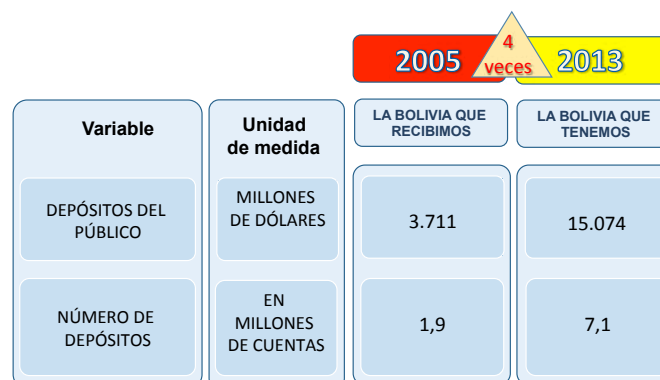 2005
4
veces
2013
Variable
Unidad
de medida
LA BOLIVIA QUE
RECIBIMOS
LA BOLIVIA QUE
TENEMOS
DEPÓSITOS DEL
PÚBLICO
MILLONES
DE DÓLARES
3.711
15.074
NÚMERO DE
DEPÓSITOS
EN
MILLONES
DE CUENTAS
1,9
7,1